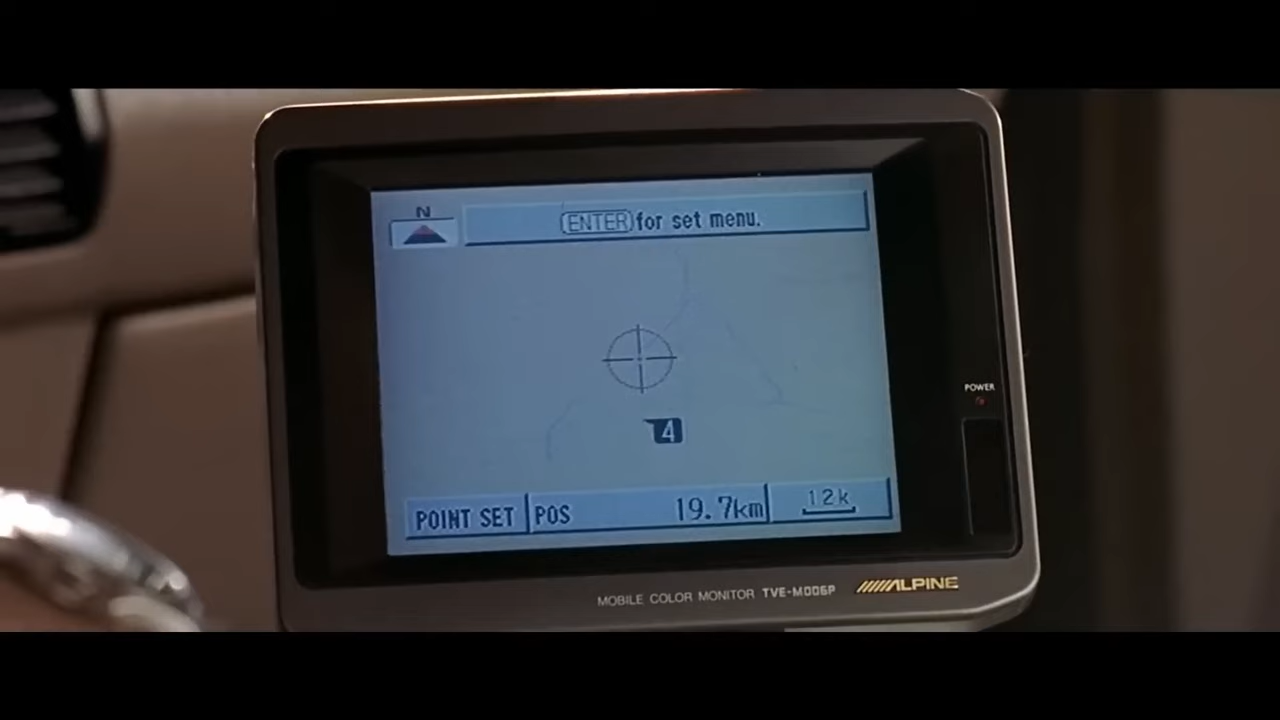 N
ENTER for set menu.
4
POINT SET POS 19.7km 12k
POWER
MOBILE COLOR MONITOR TVE-M006P ALPINE